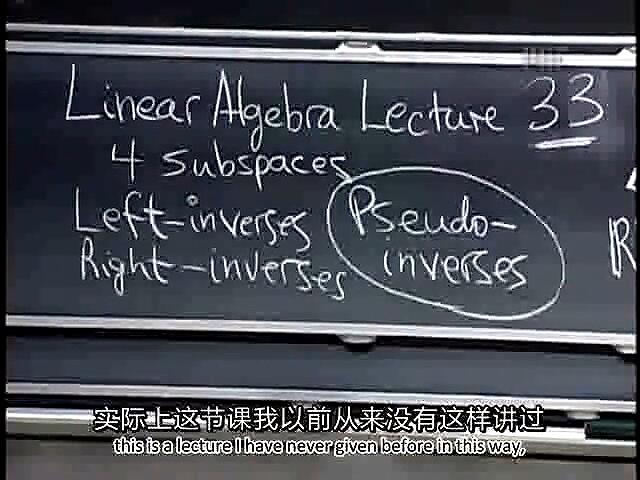 Linear Algebra Lecture 33
4 subspaces
Left-inverses
Right-inverses
Pseudo-
inverses
R
实际上这节课我以前从来没有这样讲过
this is a lecture I have never given before in this way,